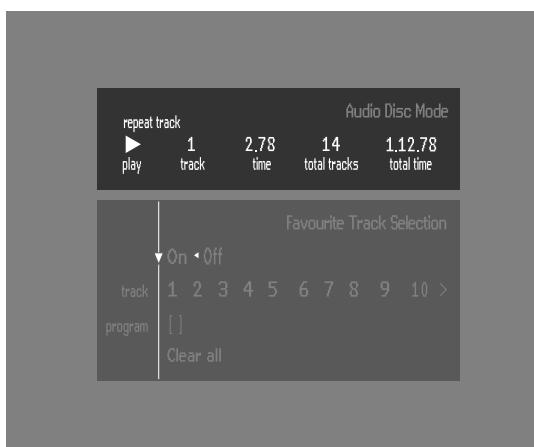 Audio Disc Mode
repeat track
1 2.78 14 1.12.78
play track time total tracks total time
Favourite Track Selection
On Off
track 1 2 3 4 5 6 7 8 9 10 >
program [ ]
Clear all